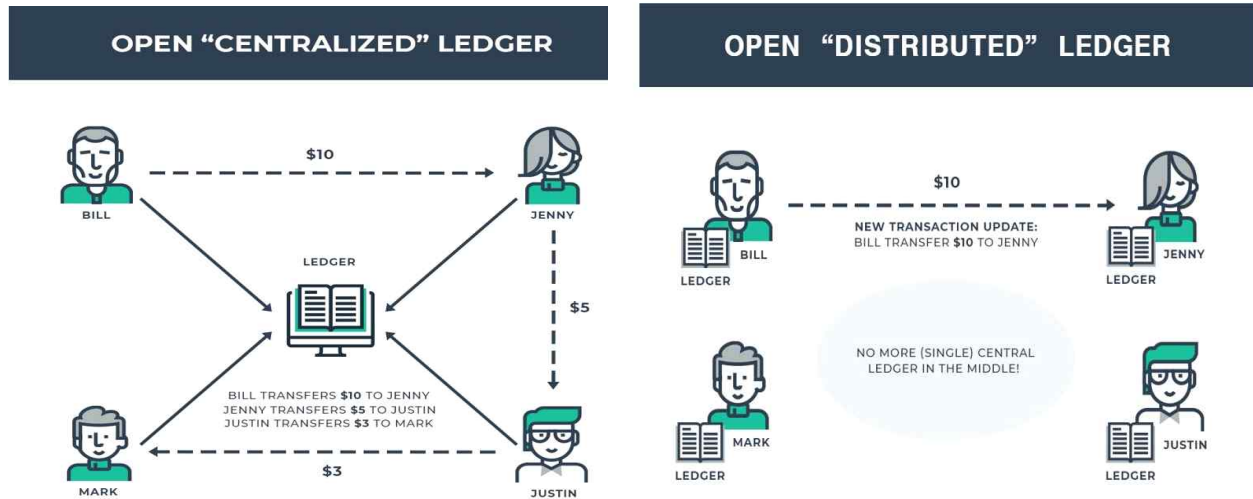 OPEN “CENTRALIZED” LEDGER
$10
BILL
JENNY
LEDGER
$5
BILL TRANSFERS $10 TO JENNY
JENNY TRANSFERS $5 TO JUSTIN
JUSTIN TRANSFERS $3 TO MARK
$3
MARK
JUSTIN
OPEN “DISTRIBUTED” LEDGER
$10
NEW TRANSACTION UPDATE:
BILL TRANSFER $10 TO JENNY
BILL
LEDGER
JENNY
LEDGER
NO MORE (SINGLE) CENTRAL
LEDGER IN THE MIDDLE!
MARK
LEDGER
JUSTIN
LEDGER